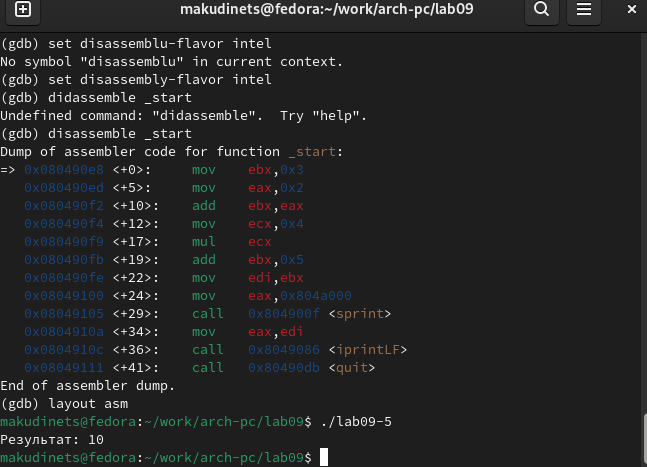 makudinets@fedora:~/work/arch-pc/lab09
(gdb) set disassemblu-flavor intel
No symbol "disassemblu" in current context.
(gdb) set disassembly-flavor intel
(gdb) didassemble _start
Undefined command: "didassemble".  Try "help".
(gdb) disassemble _start
Dump of assembler code for function _start:
=> 0x080490e8 <+0>:     mov    ebx,0x3
   0x080490ed <+5>:     mov    eax,0x2
   0x080490f2 <+10>:    add    ebx,eax
   0x080490f4 <+12>:    mov    ecx,0x4
   0x080490f9 <+17>:    mul    ecx
   0x080490fb <+19>:    add    ebx,0x5
   0x080490fe <+22>:    mov    edi,ebx
   0x08049100 <+24>:    mov    eax,0x804a000
   0x08049105 <+29>:    call   0x804900f <sprint>
   0x0804910a <+34>:    mov    eax,edi
   0x0804910c <+36>:    call   0x8049086 <iprintLF>
   0x08049111 <+41>:    call   0x80490db <quit>
End of assembler dump.
(gdb) layout asm
makudinets@fedora:~/work/arch-pc/lab09$ ./lab09-5
Результат: 10
makudinets@fedora:~/work/arch-pc/lab09$